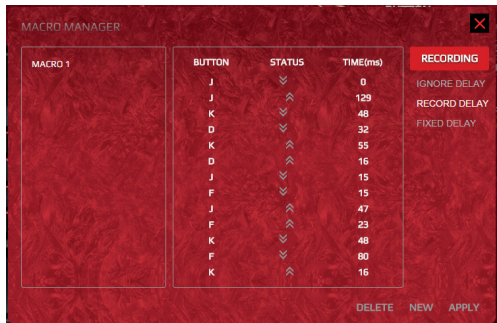 MACRO MANAGER
MACRO 1
BUTTON STATUS TIME(ms)
J 0
J 129
K 48
D 32
K 55
D 16
J 15
F 15
J 47
F 23
K 48
F 80
K 16
RECORDING
IGNORE DELAY
RECORD DELAY
FIXED DELAY
DELETE NEW APPLY